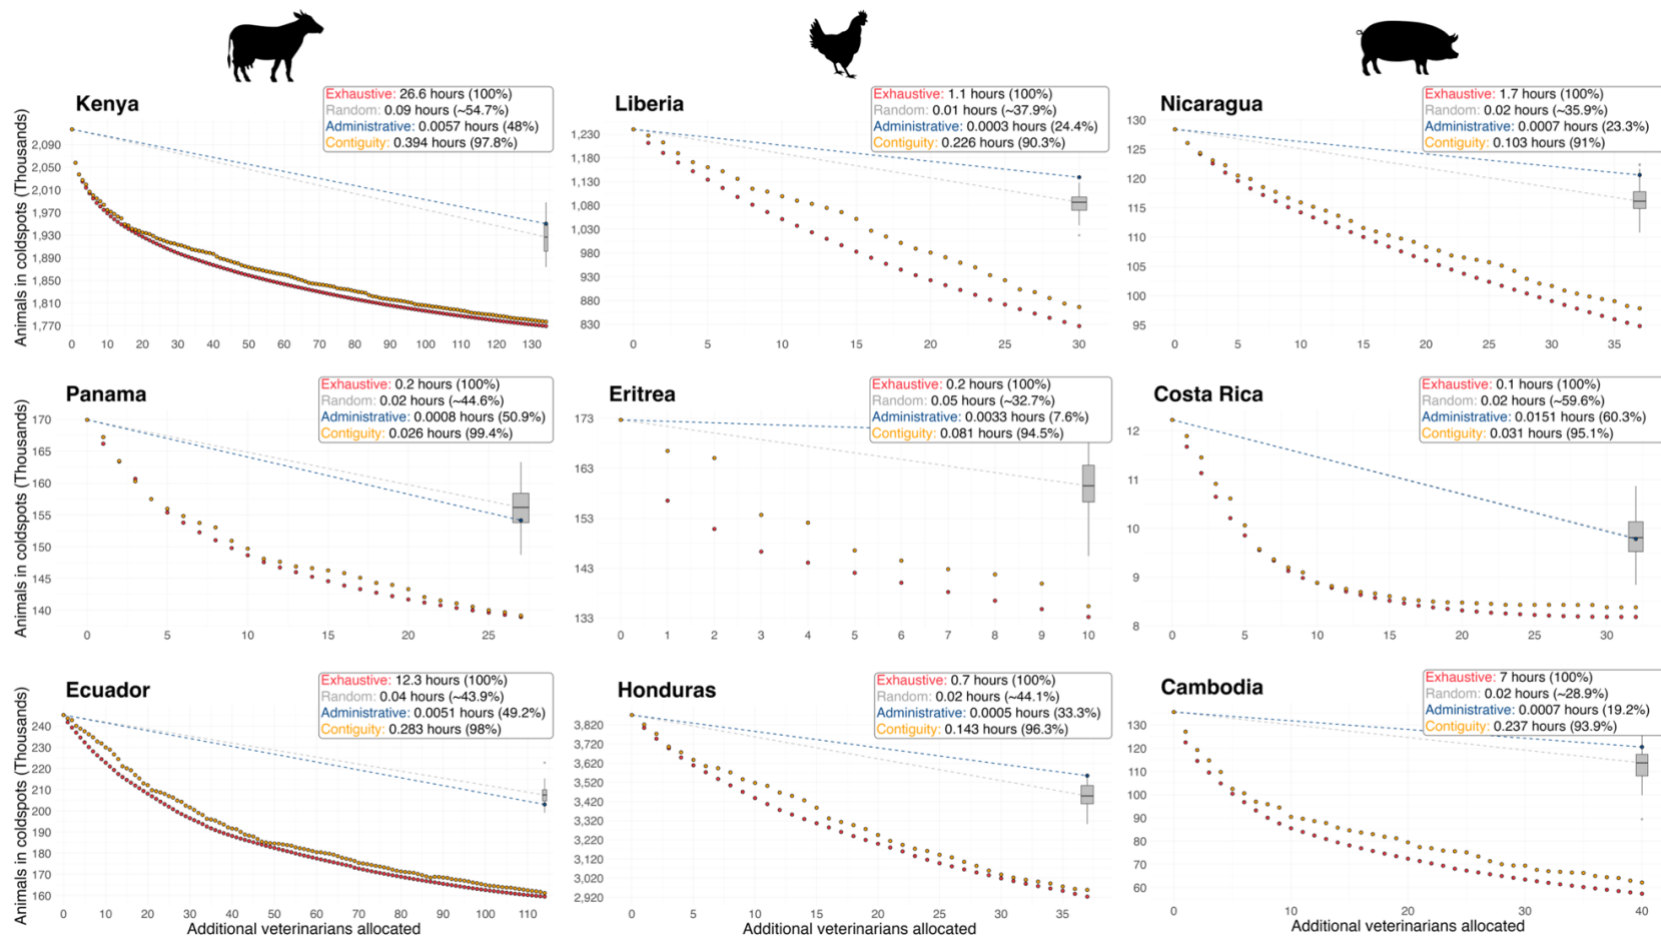 Kenya
Exhaustive: 26.6 hours (100%)
Random: 0.09 hours (~54.7%)
Administrative: 0.0057 hours (48%)
Contiguity: 0.394 hours (97.8%)
Animals in coldspots (Thousands)
2,090
2,050
2,010
1,970
1,930
1,890
1,850
1,810
1,770
0 10 20 30 40 50 60 70 80 90 100 110 120 130
Liberia
Exhaustive: 1.1 hours (100%)
Random: 0.01 hours (~37.9%)
Administrative: 0.0003 hours (24.4%)
Contiguity: 0.226 hours (90.3%)
1,230
1,180
1,130
1,080
1,030
980
930
880
830
0 5 10 15 20 25 30
Nicaragua
Exhaustive: 1.7 hours (100%)
Random: 0.02 hours (~35.9%)
Administrative: 0.0007 hours (23.3%)
Contiguity: 0.103 hours (91%)
130
125
120
115
110
105
100
95
0 5 10 15 20 25 30 35
Panama
Exhaustive: 0.2 hours (100%)
Random: 0.02 hours (~44.6%)
Administrative: 0.0008 hours (50.9%)
Contiguity: 0.026 hours (99.4%)
Animals in coldspots (Thousands)
170
165
160
155
150
145
140
0 5 10 15 20 25
Eritrea
Exhaustive: 0.2 hours (100%)
Random: 0.05 hours (~32.7%)
Administrative: 0.0033 hours (7.6%)
Contiguity: 0.081 hours (94.5%)
173
163
153
143
133
0 1 2 3 4 5 6 7 8 9 10
Costa Rica
Exhaustive: 0.1 hours (100%)
Random: 0.02 hours (~59.6%)
Administrative: 0.0151 hours (60.3%)
Contiguity: 0.031 hours (95.1%)
12
11
10
9
8
0 5 10 15 20 25 30
Ecuador
Exhaustive: 12.3 hours (100%)
Random: 0.04 hours (~43.9%)
Administrative: 0.0051 hours (49.2%)
Contiguity: 0.283 hours (98%)
Animals in coldspots (Thousands)
240
230
220
210
200
190
180
170
160
0 10 20 30 40 50 60 70 80 90 100 110
Additional veterinarians allocated
Honduras
Exhaustive: 0.7 hours (100%)
Random: 0.02 hours (~44.1%)
Administrative: 0.0005 hours (33.3%)
Contiguity: 0.143 hours (96.3%)
3,820
3,720
3,620
3,520
3,420
3,320
3,220
3,120
3,020
2,920
0 5 10 15 20 25 30 35
Additional veterinarians allocated
Cambodia
Exhaustive: 7 hours (100%)
Random: 0.02 hours (~28.9%)
Administrative: 0.0007 hours (19.2%)
Contiguity: 0.237 hours (93.9%)
130
120
110
100
90
80
70
60
0 10 20 30 40
Additional veterinarians allocated